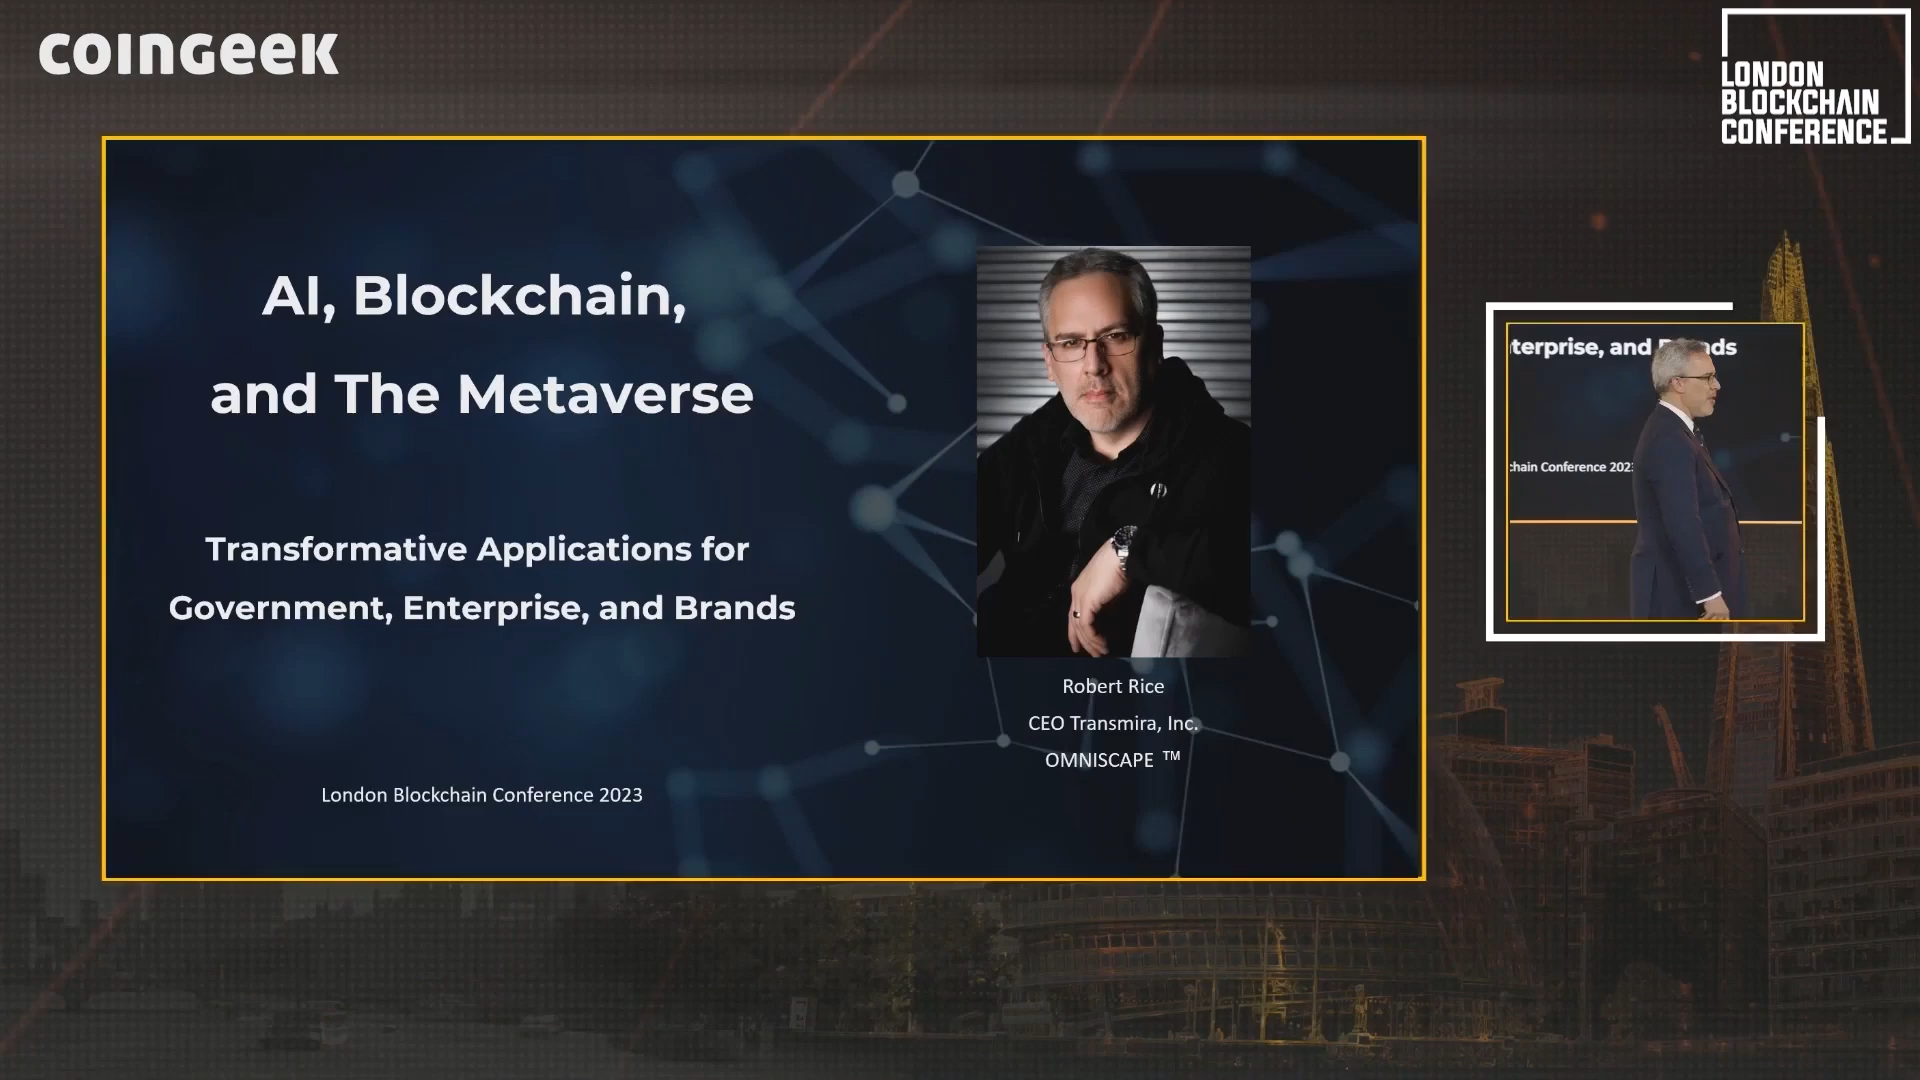 COINGEEK
LONDON
BLOCKCHAIN
CONFERENCE
AI, Blockchain,
and The Metaverse
Transformative Applications for
Government, Enterprise, and Brands
London Blockchain Conference 2023
Robert Rice
CEO Transmira, Inc.
OMNISCAPE ™
terprise, and ds
chain Conference 202